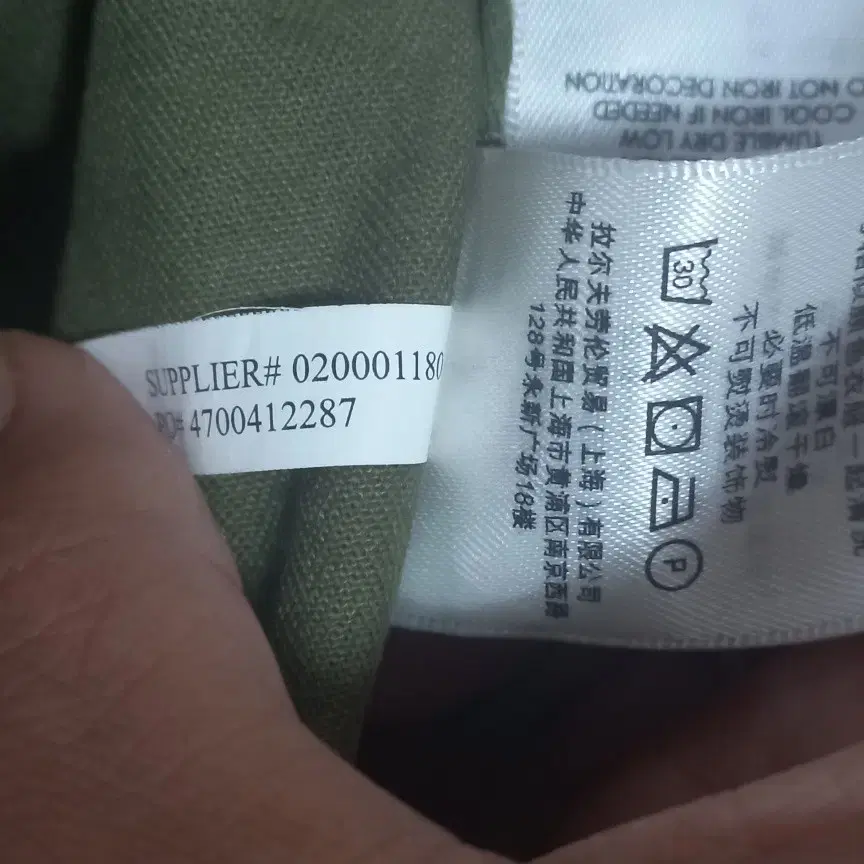 SUPPLIER# 020001180
PO# 4700412287
TUMBLE DRY LOW
COOL IRON IF NEEDED
DO NOT IRON DECORATION
30
P
不可漂白
低温翻滚干燥
必要时冷熨
不可熨烫装饰物
拉尔夫劳伦贸易（上海）有限公司
中华人民共和国上海市黄浦区南京西路
128号永新广场18楼